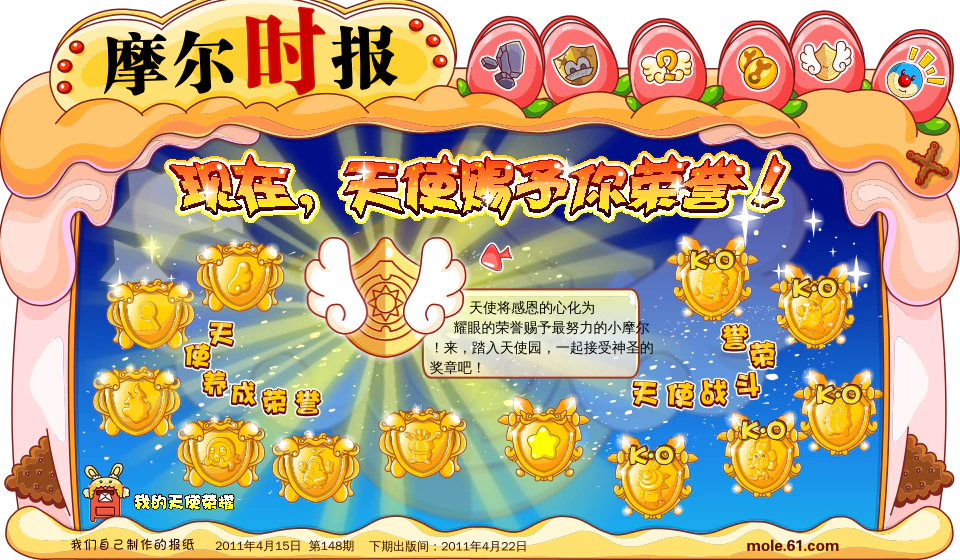 摩尔时报
现在，天使赐予你荣誉！
天使将感恩的心化为
耀眼的荣誉赐予最努力的小摩尔
！来，踏入天使园，一起接受神圣的
奖章吧！
天使养成荣誉
天使战斗荣誉
K·O
K·O
K·O
K·O
K·O
我的天使荣耀
我们自己制作的报纸 2011年4月15日 第148期 下期出版间：2011年4月22日 mole.61.com